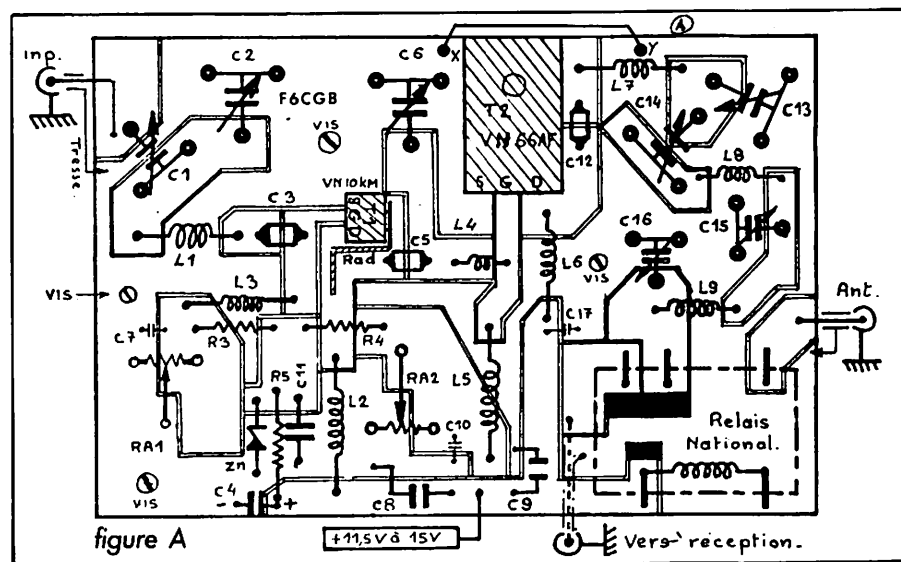 Inp.
C2
C6
X
Y
A
L7
F6CGB
VIS
T2
VN 66AF
C14
C13
C12
Tresse
C1
VN10KM
S G D
L8
C3
S G D
C16
C15
L1
Rad
C5
L4
L6
VIS
VIS
L3
L9
Ant.
C7
R3
R4
C17
R5
C11
L2
RA2
L5
RA1
Zn
C10
Relais
National.
VIS
C4
-
+
C8
C9
figure A
+11,5V à 15V
Vers réception.